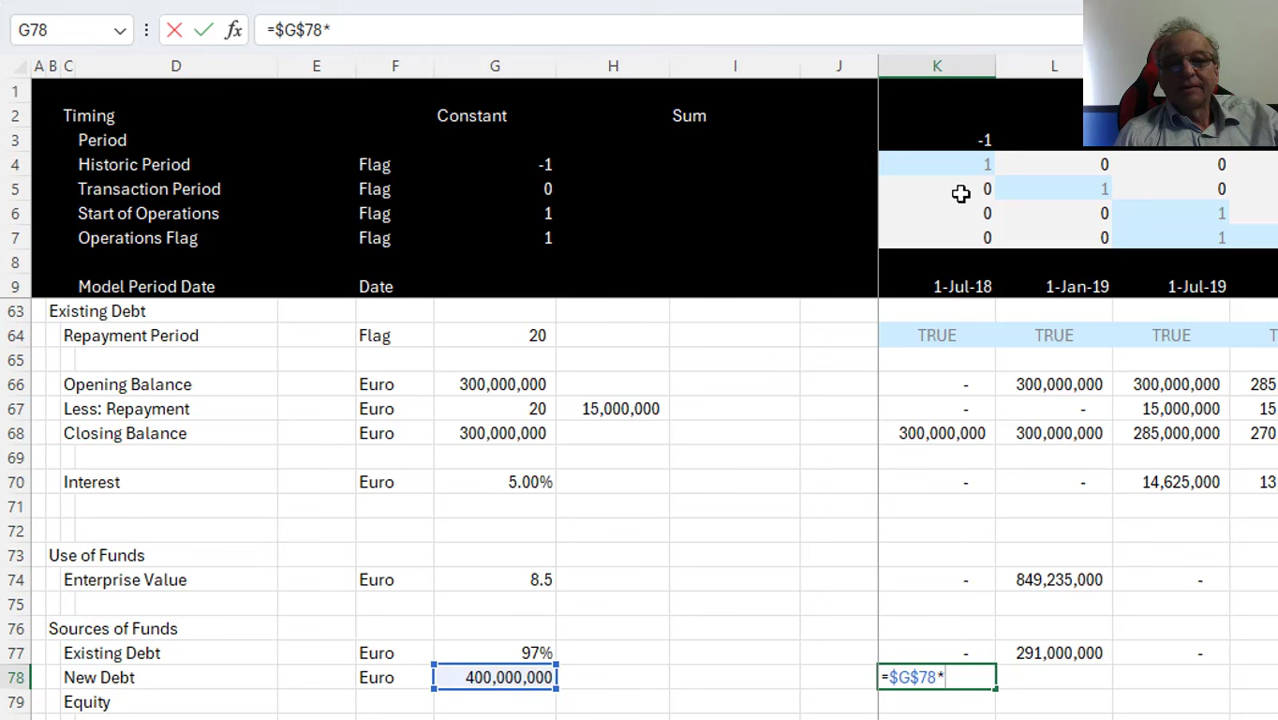 G78 =$G$78*
A B C D E F G H I J K L
1
2 Timing Constant Sum
3 Period -1
4 Historic Period Flag -1 1 0 0
5 Transaction Period Flag 0 0 1 0
6 Start of Operations Flag 1 0 0 1
7 Operations Flag Flag 1 0 0 1
8
9 Model Period Date Date 1-Jul-18 1-Jan-19 1-Jul-19
63 Existing Debt
64 Repayment Period Flag 20 TRUE TRUE TRUE T
65
66 Opening Balance Euro 300,000,000 - 300,000,000 300,000,000 285
67 Less: Repayment Euro 20 15,000,000 - - 15,000,000 15
68 Closing Balance Euro 300,000,000 300,000,000 300,000,000 285,000,000 270
69
70 Interest Euro 5.00% - - 14,625,000 13
71
72
73 Use of Funds
74 Enterprise Value Euro 8.5 - 849,235,000 -
75
76 Sources of Funds
77 Existing Debt Euro 97% - 291,000,000 -
78 New Debt Euro 400,000,000 =$G$78*
79 Equity